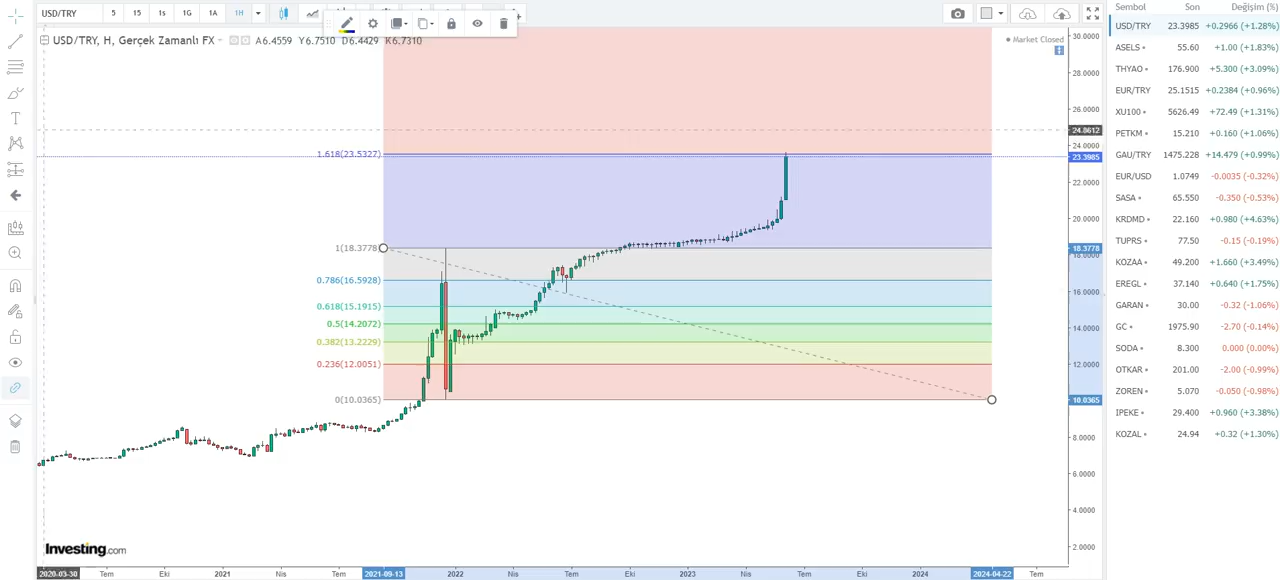 USD/TRY 5 15 1s 1G 1A 1H
USD/TRY, H, Gerçek Zamanlı FX A6.4559 Y6.7510 D6.4429 K6.7310
Market Closed
1.618(23.5327)
1(18.3778)
0.786(16.5928)
0.618(15.1915)
0.5(14.2072)
0.382(13.2229)
0.236(12.0051)
0(10.0365)
30.0000
28.0000
26.0000
24.8612
24.0000
23.3985
22.0000
20.0000
18.3778
18.0000
16.0000
14.0000
12.0000
10.0365
8.0000
6.0000
4.0000
2.0000
Investing.com
2020-03-30 Tem Eki 2021 Nis Tem 2021-09-13 2022 Nis Tem Eki 2023 Nis Tem Eki 2024 2024-04-22 Tem
Sembol Son Değişim (%)
USD/TRY 23.3985 +0.2966 (+1.28%)
ASELS 55.60 +1.00 (+1.83%)
THYAO 176.900 +5.300 (+3.09%)
EUR/TRY 25.1515 +0.2384 (+0.96%)
XU100 5626.49 +72.49 (+1.31%)
PETKM 15.210 +0.160 (+1.06%)
GAU/TRY 1475.228 +14.479 (+0.99%)
EUR/USD 1.0749 -0.0035 (-0.32%)
SASA 65.550 -0.350 (-0.53%)
KRDMD 22.160 +0.980 (+4.63%)
TUPRS 77.50 -0.15 (-0.19%)
KOZAA 49.200 +1.660 (+3.49%)
EREGL 37.140 +0.640 (+1.75%)
GARAN 30.00 -0.32 (-1.06%)
GC 1975.90 -2.70 (-0.14%)
SODA 8.300 0.000 (0.00%)
OTKAR 201.00 -2.00 (-0.99%)
ZOREN 5.070 -0.050 (-0.98%)
IPEKE 29.400 +0.960 (+3.38%)
KOZAL 24.94 +0.32 (+1.30%)